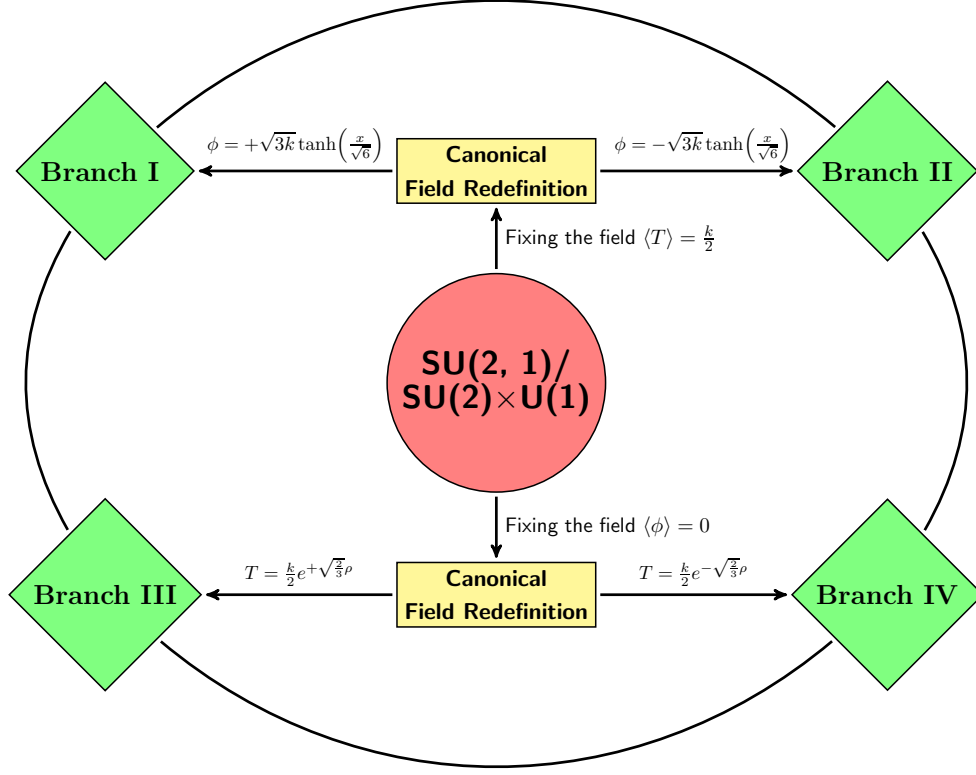 ϕ = +√3k tanh(x/√6)
Canonical
Field Redefinition
ϕ = −√3k tanh(x/√6)
Branch I
Branch II
Fixing the field ⟨T⟩ = k/2
SU(2, 1)/
SU(2)×U(1)
Fixing the field ⟨ϕ⟩ = 0
T = k/2 e^{+√(2/3)ρ}
Canonical
Field Redefinition
T = k/2 e^{−√(2/3)ρ}
Branch III
Branch IV